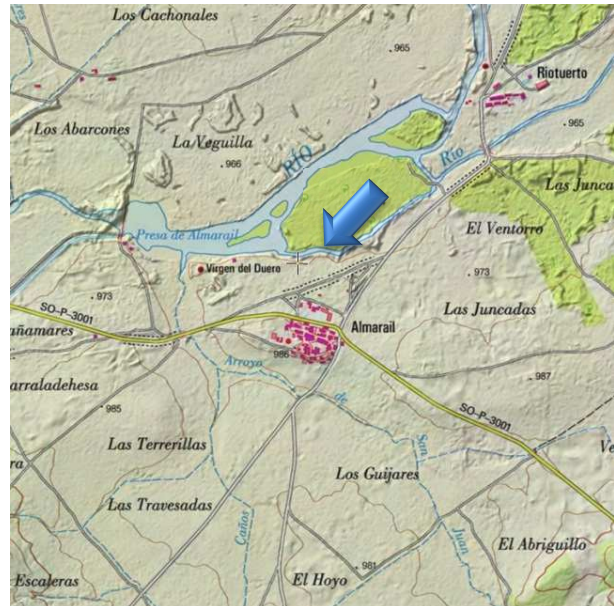 Los Cachonales
965
Riotuerto
Los Abarcones
La Veguilla
966
RÍO
Río
965
Las Junca
Presa de Almarail
El Ventorro
Virgen del Duero
973
973
SO-P-3001
Las Juncadas
añamares
Almarail
986
Arroyo
de
987
arraladehesa
985
SO-P-3001
San
Las Terrerillas
Los Guijares
Las Travesadas
Caños
Juan
El Abriguillo
981
Escaleras
El Hoyo